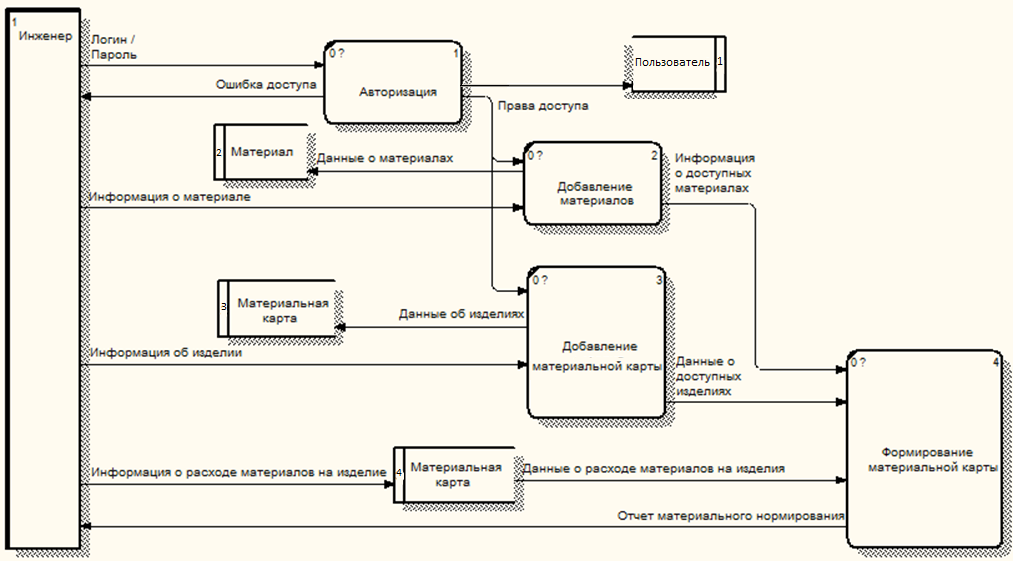 1
Инженер
Логин /
Пароль
0 ?
1
Авторизация
Пользователь
1
Ошибка доступа
Права доступа
2
Материал
Данные о материалах
0 ?
2
Добавление
материалов
Информация
о доступных
материалах
Информация о материале
3
Материальная
карта
Данные об изделиях
0 ?
3
Добавление
материальной карты
Информация об изделии
Данные о
доступных
изделиях
0 ?
4
Формирование
материальной карты
Информация о расходе материалов на изделие
4
Материальная
карта
Данные о расходе материалов на изделия
Отчет материального нормирования